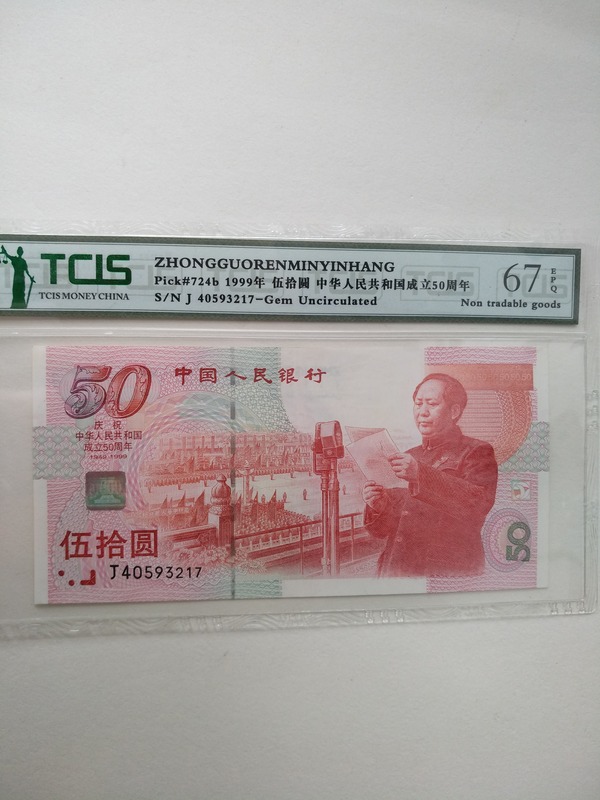 TCIS
TCIS MONEY CHINA
ZHONGGUORENMINYINHANG
Pick#724b 1999年 伍拾圆 中华人民共和国成立50周年
S/N J 40593217-Gem Uncirculated
67 EPQ
Non tradable goods
50
中国人民银行
庆祝
中华人民共和国
成立50周年
1949-1999
伍拾圆
J40593217
50